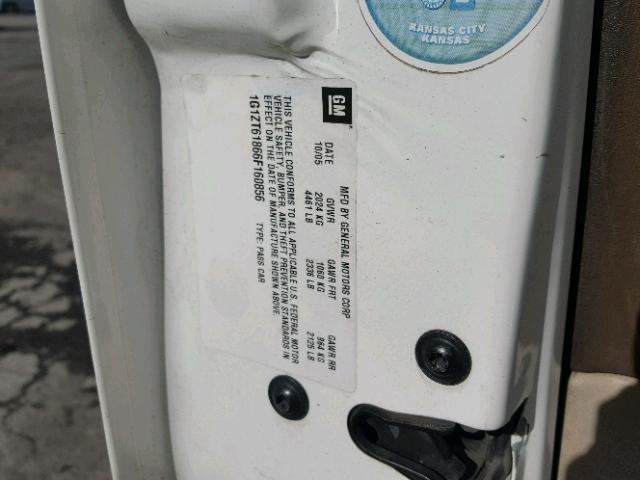 KANSAS CITY
KANSAS
GM
MFD BY GENERAL MOTORS CORP
DATE GVWR GAWR FRT GAWR RR
10/05 2024 KG 1060 KG 964 KG
4461 LB 2336 LB 2125 LB
THIS VEHICLE CONFORMS TO ALL APPLICABLE U.S. FEDERAL MOTOR
VEHICLE SAFETY, BUMPER, AND THEFT PREVENTION STANDARDS IN
EFFECT ON THE DATE OF MANUFACTURE SHOWN ABOVE.
1G1ZT61866F160856 TYPE: PASS CAR